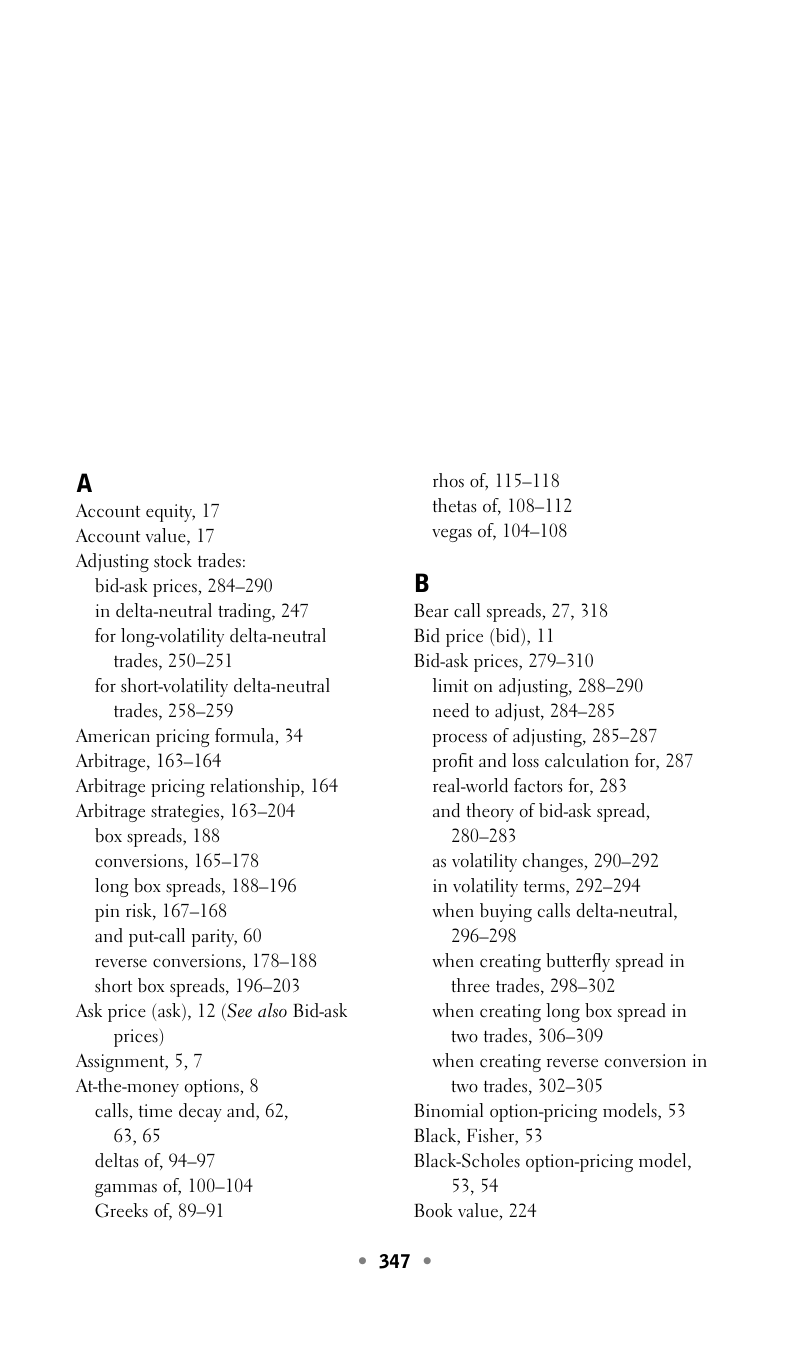 A
Account equity, 17
Account value, 17
Adjusting stock trades:
bid-ask prices, 284–290
in delta-neutral trading, 247
for long-volatility delta-neutral
trades, 250–251
for short-volatility delta-neutral
trades, 258–259
American pricing formula, 34
Arbitrage, 163–164
Arbitrage pricing relationship, 164
Arbitrage strategies, 163–204
box spreads, 188
conversions, 165–178
long box spreads, 188–196
pin risk, 167–168
and put-call parity, 60
reverse conversions, 178–188
short box spreads, 196–203
Ask price (ask), 12 (See also Bid-ask
prices)
Assignment, 5, 7
At-the-money options, 8
calls, time decay and, 62,
63, 65
deltas of, 94–97
gammas of, 100–104
Greeks of, 89–91
rhos of, 115–118
thetas of, 108–112
vegas of, 104–108
B
Bear call spreads, 27, 318
Bid price (bid), 11
Bid-ask prices, 279–310
limit on adjusting, 288–290
need to adjust, 284–285
process of adjusting, 285–287
profit and loss calculation for, 287
real-world factors for, 283
and theory of bid-ask spread,
280–283
as volatility changes, 290–292
in volatility terms, 292–294
when buying calls delta-neutral,
296–298
when creating butterfly spread in
three trades, 298–302
when creating long box spread in
two trades, 306–309
when creating reverse conversion in
two trades, 302–305
Binomial option-pricing models, 53
Black, Fisher, 53
Black-Scholes option-pricing model,
53, 54
Book value, 224
• 347 •